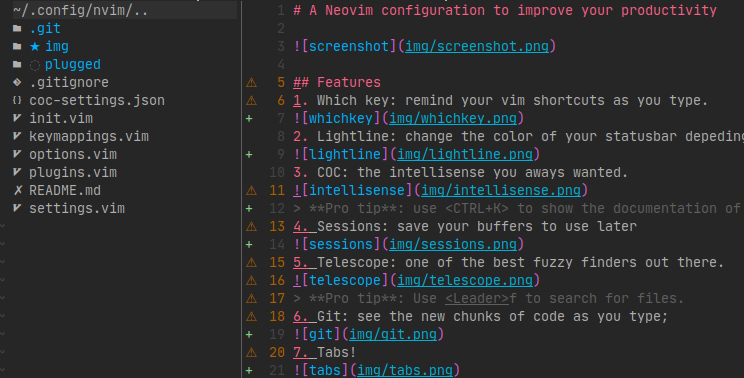 ~/.config/nvim/..
.git
img
plugged
.gitignore
coc-settings.json
init.vim
keymappings.vim
options.vim
plugins.vim
README.md
settings.vim
1 # A Neovim configuration to improve your productivity
2
3 ![screenshot](img/screenshot.png)
4
5 ## Features
6 1. Which key: remind your vim shortcuts as you type.
+ 7 ![whichkey](img/whichkey.png)
8 2. Lightline: change the color of your statusbar depeding
+ 9 ![lightline](img/lightline.png)
10 3. COC: the intellisense you aways wanted.
11 ![intellisense](img/intellisense.png)
+ 12 > **Pro tip**: use <CTRL+K> to show the documentation of
13 4. Sessions: save your buffers to use later
+ 14 ![sessions](img/sessions.png)
15 5. Telescope: one of the best fuzzy finders out there.
16 ![telescope](img/telescope.png)
17 > **Pro tip**: Use <Leader>f to search for files.
18 6. Git: see the new chunks of code as you type;
+ 19 ![git](img/git.png)
20 7. Tabs!
+ 21 ![tabs](img/tabs.png)